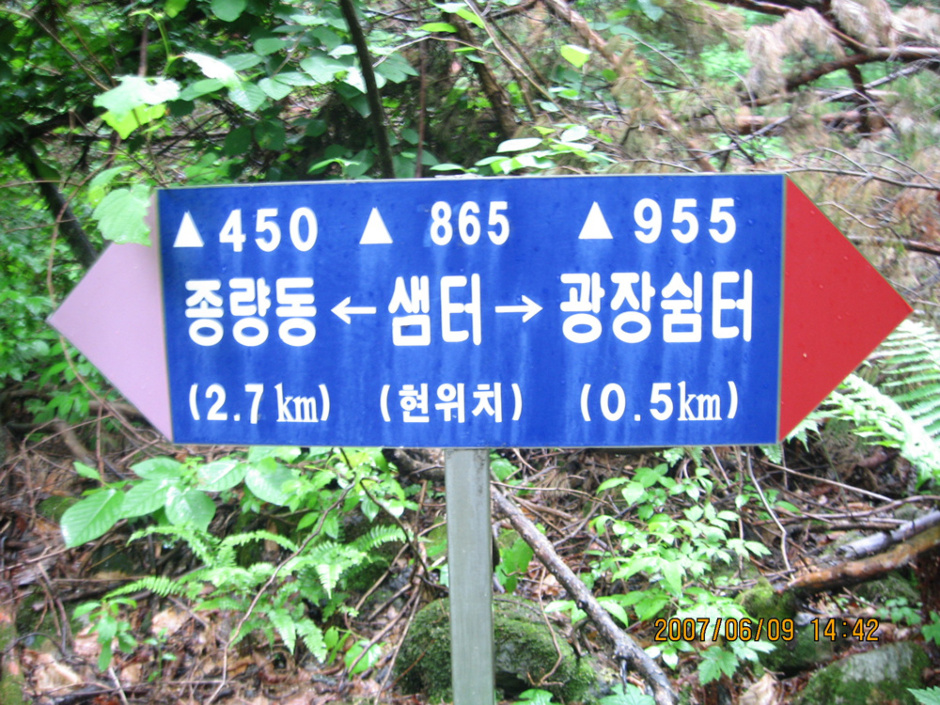 ▲450 ▲ 865 ▲ 955
종량동 ← 샘터 → 광장쉼터
(2.7km) (현위치) (0.5km)
2007/06/09 14:42